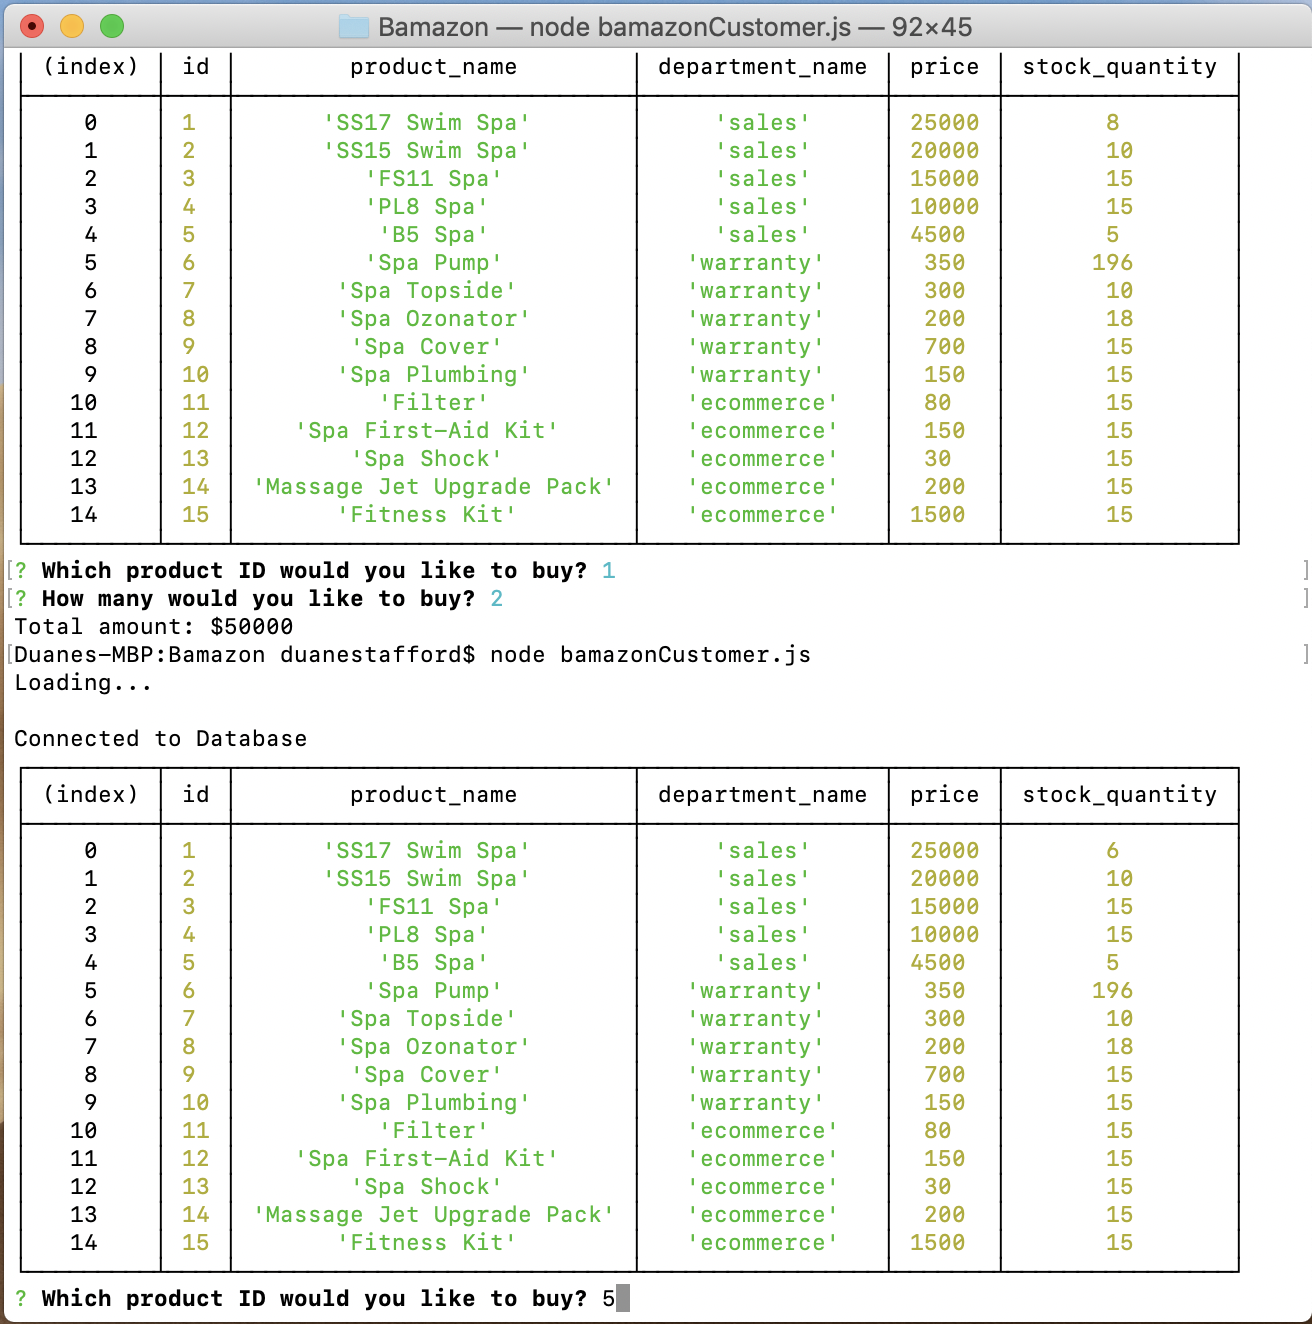 Bamazon — node bamazonCustomer.js — 92×45
(index) id product_name department_name price stock_quantity
0 1 'SS17 Swim Spa' 'sales' 25000 8
1 2 'SS15 Swim Spa' 'sales' 20000 10
2 3 'FS11 Spa' 'sales' 15000 15
3 4 'PL8 Spa' 'sales' 10000 15
4 5 'B5 Spa' 'sales' 4500 5
5 6 'Spa Pump' 'warranty' 350 196
6 7 'Spa Topside' 'warranty' 300 10
7 8 'Spa Ozonator' 'warranty' 200 18
8 9 'Spa Cover' 'warranty' 700 15
9 10 'Spa Plumbing' 'warranty' 150 15
10 11 'Filter' 'ecommerce' 80 15
11 12 'Spa First-Aid Kit' 'ecommerce' 150 15
12 13 'Spa Shock' 'ecommerce' 30 15
13 14 'Massage Jet Upgrade Pack' 'ecommerce' 200 15
14 15 'Fitness Kit' 'ecommerce' 1500 15
[? Which product ID would you like to buy? 1 ]
[? How many would you like to buy? 2 ]
Total amount: $50000
[Duanes-MBP:Bamazon duanestafford$ node bamazonCustomer.js ]
Loading...
Connected to Database
(index) id product_name department_name price stock_quantity
0 1 'SS17 Swim Spa' 'sales' 25000 6
1 2 'SS15 Swim Spa' 'sales' 20000 10
2 3 'FS11 Spa' 'sales' 15000 15
3 4 'PL8 Spa' 'sales' 10000 15
4 5 'B5 Spa' 'sales' 4500 5
5 6 'Spa Pump' 'warranty' 350 196
6 7 'Spa Topside' 'warranty' 300 10
7 8 'Spa Ozonator' 'warranty' 200 18
8 9 'Spa Cover' 'warranty' 700 15
9 10 'Spa Plumbing' 'warranty' 150 15
10 11 'Filter' 'ecommerce' 80 15
11 12 'Spa First-Aid Kit' 'ecommerce' 150 15
12 13 'Spa Shock' 'ecommerce' 30 15
13 14 'Massage Jet Upgrade Pack' 'ecommerce' 200 15
14 15 'Fitness Kit' 'ecommerce' 1500 15
? Which product ID would you like to buy? 5